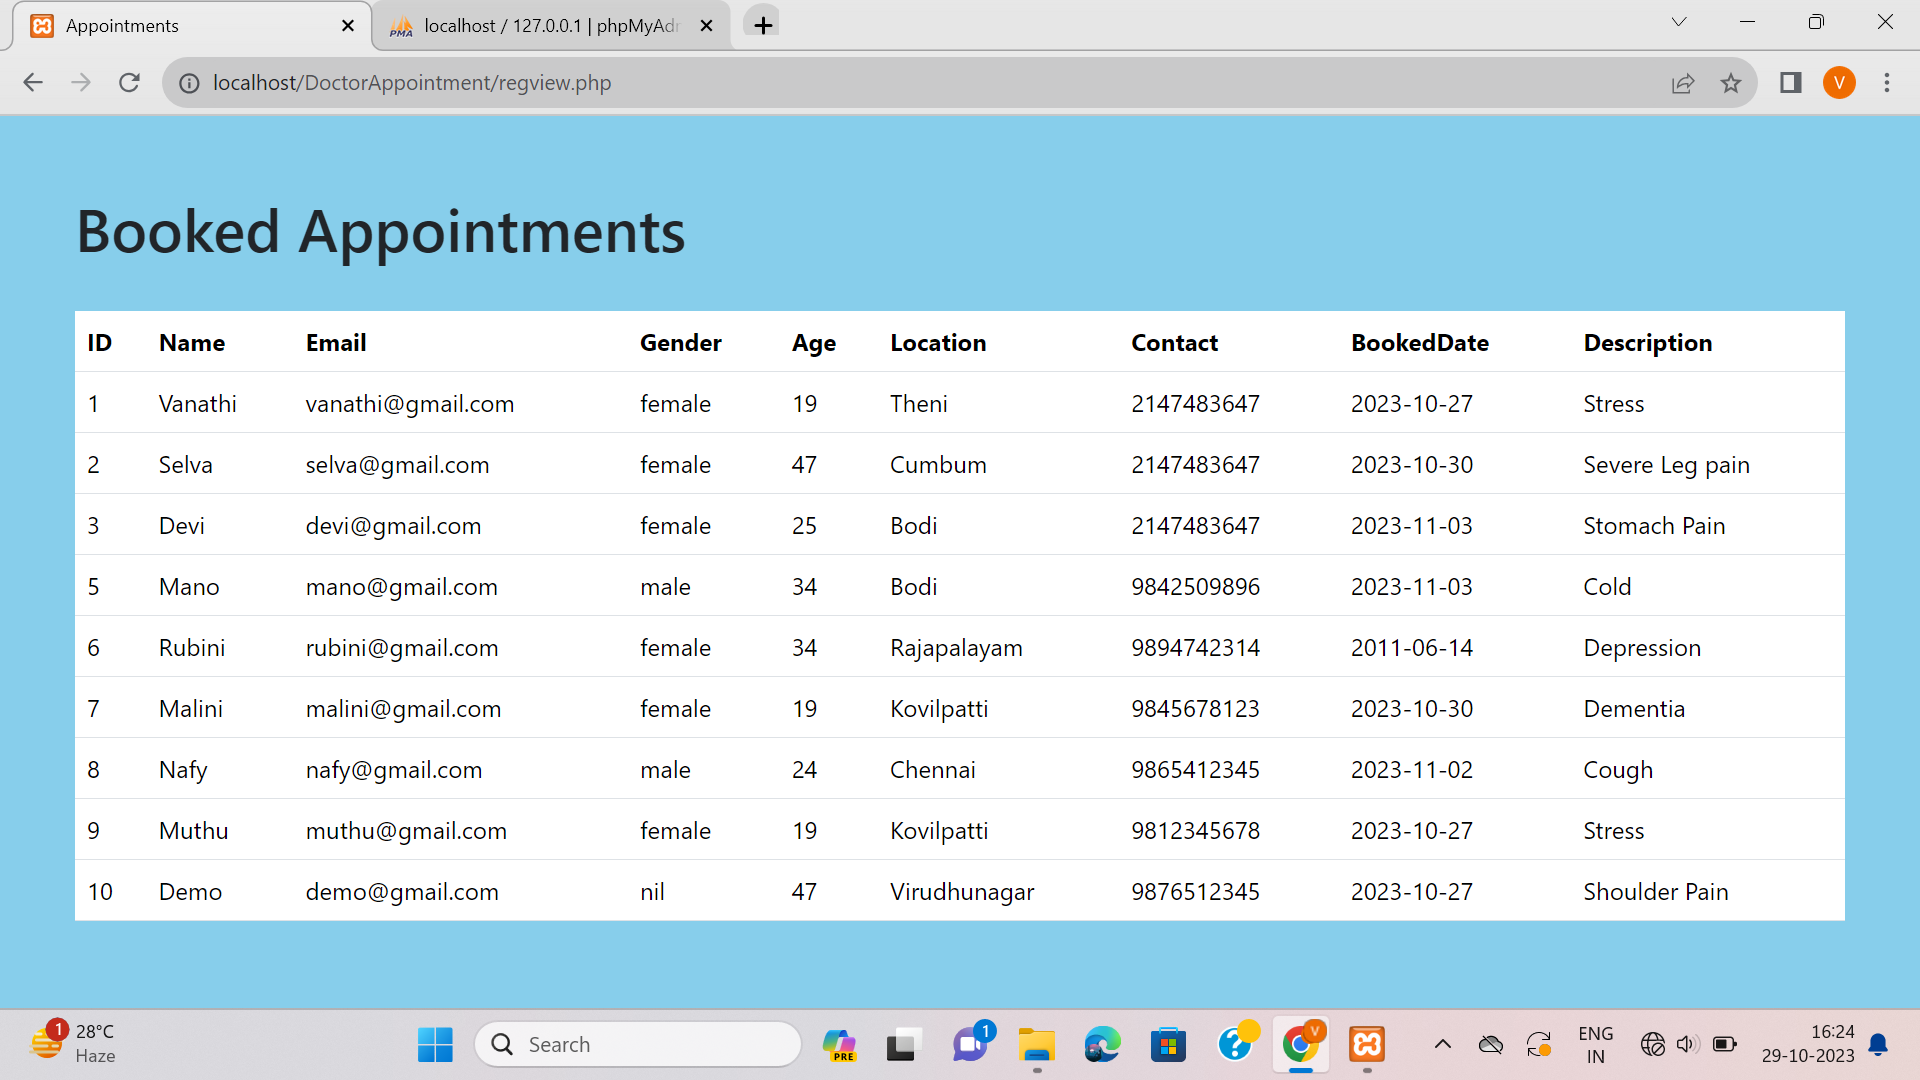 Appointments
localhost / 127.0.0.1 | phpMyAdr
localhost/DoctorAppointment/regview.php
V
Booked Appointments
ID Name Email Gender Age Location Contact BookedDate Description
1 Vanathi vanathi@gmail.com female 19 Theni 2147483647 2023-10-27 Stress
2 Selva selva@gmail.com female 47 Cumbum 2147483647 2023-10-30 Severe Leg pain
3 Devi devi@gmail.com female 25 Bodi 2147483647 2023-11-03 Stomach Pain
5 Mano mano@gmail.com male 34 Bodi 9842509896 2023-11-03 Cold
6 Rubini rubini@gmail.com female 34 Rajapalayam 9894742314 2011-06-14 Depression
7 Malini malini@gmail.com female 19 Kovilpatti 9845678123 2023-10-30 Dementia
8 Nafy nafy@gmail.com male 24 Chennai 9865412345 2023-11-02 Cough
9 Muthu muthu@gmail.com female 19 Kovilpatti 9812345678 2023-10-27 Stress
10 Demo demo@gmail.com nil 47 Virudhunagar 9876512345 2023-10-27 Shoulder Pain
1
28°C
Haze
Search
PRE
1
V
ENG
IN
16:24
29-10-2023